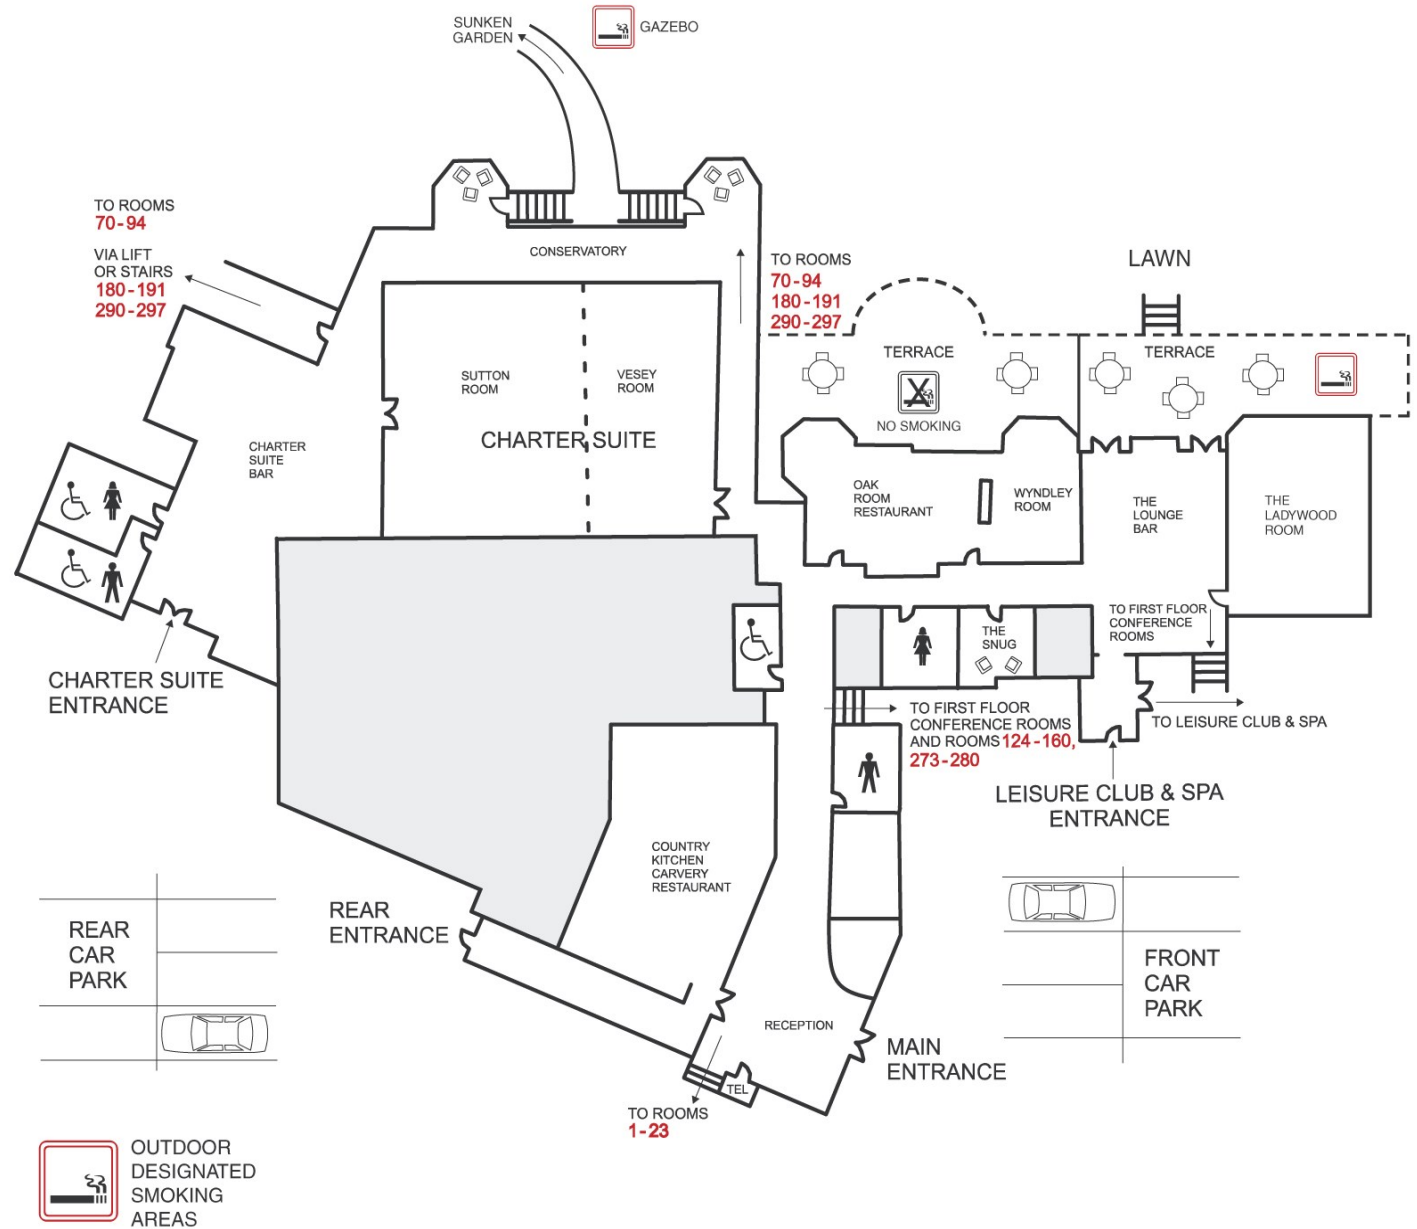 SUNKEN
GARDEN
GAZEBO
TO ROOMS
70-94
VIA LIFT
OR STAIRS
180-191
290-297
CONSERVATORY
TO ROOMS
70-94
180-191
290-297
LAWN
TERRACE
NO SMOKING
TERRACE
SUTTON
ROOM
VESEY
ROOM
CHARTER SUITE
CHARTER
SUITE
BAR
OAK
ROOM
RESTAURANT
WYNDLEY
ROOM
THE
LOUNGE
BAR
THE
LADYWOOD
ROOM
TO FIRST FLOOR
CONFERENCE
ROOMS
THE
SNUG
CHARTER SUITE
ENTRANCE
TO FIRST FLOOR
CONFERENCE ROOMS
AND ROOMS 124-160,
273-280
TO LEISURE CLUB & SPA
LEISURE CLUB & SPA
ENTRANCE
COUNTRY
KITCHEN
CARVERY
RESTAURANT
REAR
ENTRANCE
REAR
CAR
PARK
FRONT
CAR
PARK
RECEPTION
MAIN
ENTRANCE
TEL
TO ROOMS
1-23
OUTDOOR
DESIGNATED
SMOKING
AREAS